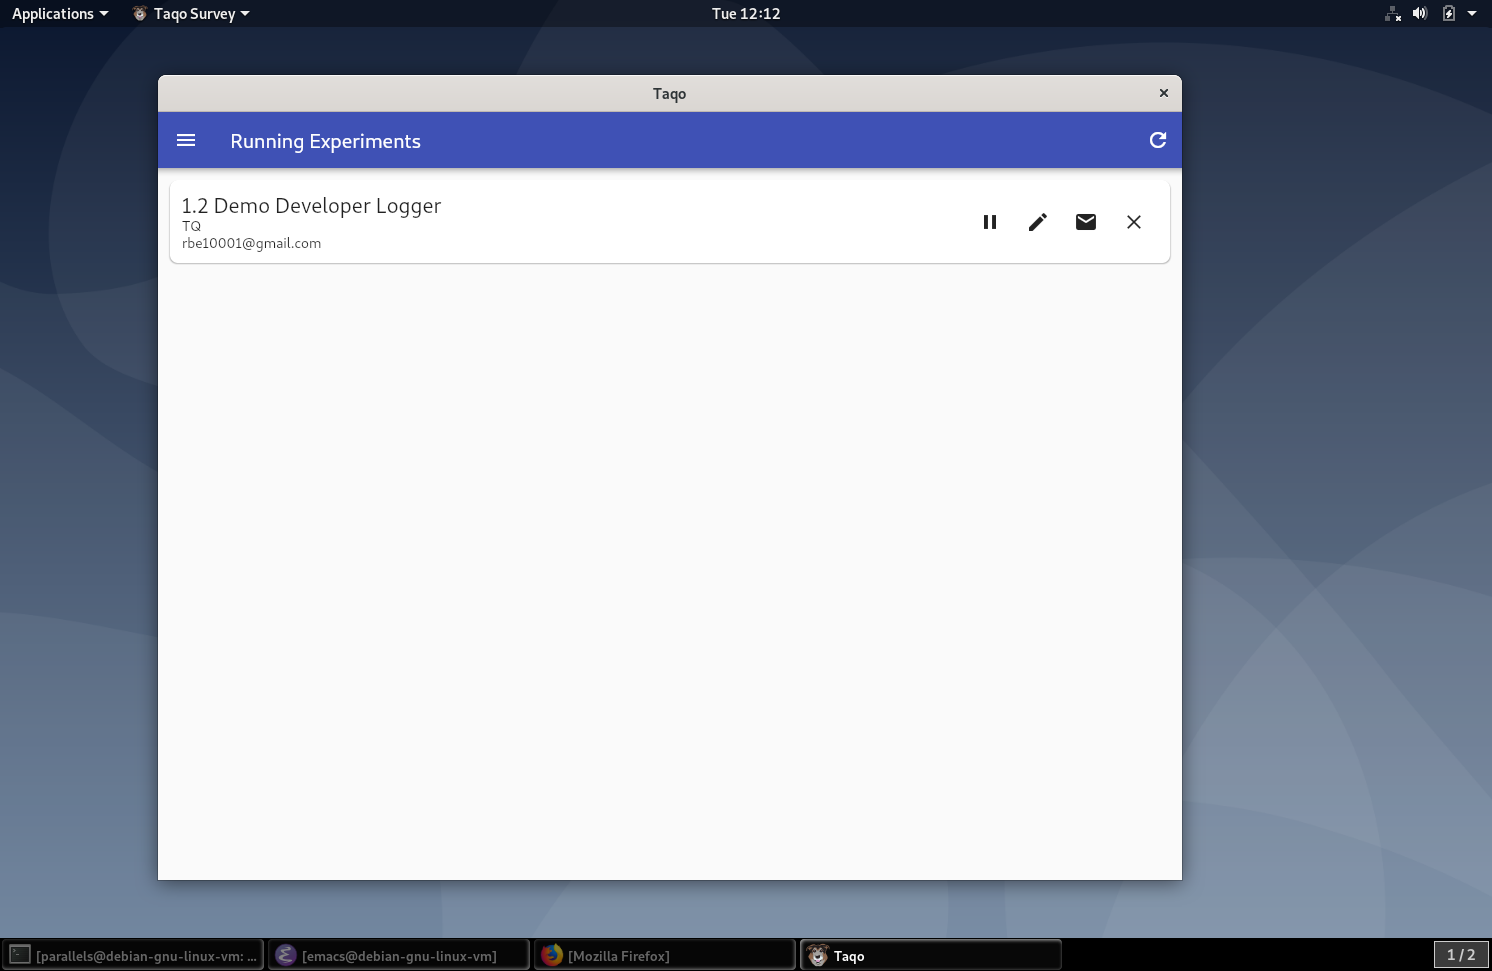 Applications
Taqo Survey
Tue 12:12
Taqo
Running Experiments
1.2 Demo Developer Logger
TQ
rbe10001@gmail.com
[parallels@debian-gnu-linux-vm: ...
[emacs@debian-gnu-linux-vm]
[Mozilla Firefox]
Taqo
1 / 2